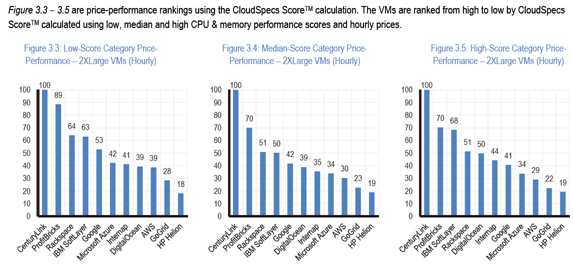 Figure 3.3 – 3.5 are price-performance rankings using the CloudSpecs Score™ calculation. The VMs are ranked from high to low by CloudSpecs
Score™ calculated using low, median and high CPU & memory performance scores and hourly prices.
Figure 3.3: Low-Score Category Price-
Performance – 2XLarge VMs (Hourly)
100
90
80
70
60
50
40
30
20
10
0
100
89
64
63
53
42
41
39
39
28
18
CenturyLink
ProfitBricks
Rackspace
IBM SoftLayer
Google
Microsoft Azure
Internap
DigitalOcean
AWS
GoGrid
HP Helion
Figure 3.4: Median-Score Category Price-
Performance – 2XLarge VMs (Hourly)
100
90
80
70
60
50
40
30
20
10
0
100
70
51
50
42
39
35
34
30
23
19
CenturyLink
ProfitBricks
Rackspace
IBM SoftLayer
Google
DigitalOcean
Internap
Microsoft Azure
AWS
GoGrid
HP Helion
Figure 3.5: High-Score Category Price-
Performance – 2XLarge VMs (Hourly)
100
90
80
70
60
50
40
30
20
10
0
100
70
68
51
50
44
41
34
29
22
19
CenturyLink
ProfitBricks
IBM SoftLayer
Rackspace
DigitalOcean
Internap
Google
Microsoft Azure
AWS
GoGrid
HP Helion